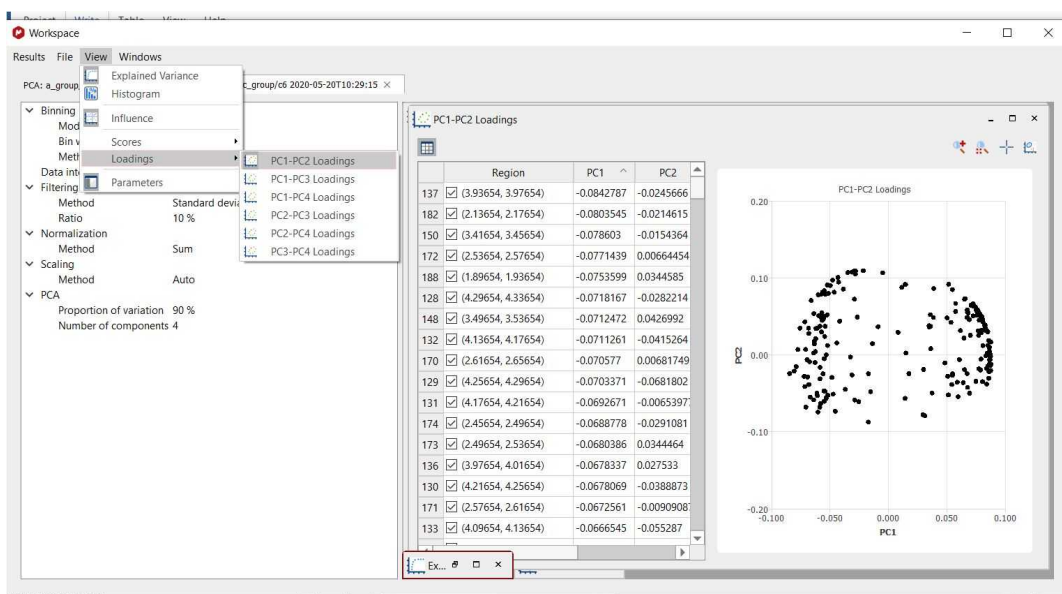 Project Write Table View Help
Workspace
Results File View Windows
PCA: a_group,
c_group/c6 2020-05-20T10:29:15
Explained Variance
Histogram
Influence
Scores
Loadings
Parameters
PC1-PC2 Loadings
PC1-PC3 Loadings
PC1-PC4 Loadings
PC2-PC3 Loadings
PC2-PC4 Loadings
PC3-PC4 Loadings
Binning
Mod
Bin v
Meth
Data inte
Filtering
Method Standard devia
Ratio 10 %
Normalization
Method Sum
Scaling
Method Auto
PCA
Proportion of variation 90 %
Number of components 4
PC1-PC2 Loadings
Region PC1 PC2
137 (3.93654, 3.97654) -0.0842787 -0.0245666
182 (2.13654, 2.17654) -0.0803545 -0.0214615
150 (3.41654, 3.45654) -0.078603 -0.0154364
172 (2.53654, 2.57654) -0.0771439 0.00664454
188 (1.89654, 1.93654) -0.0753599 0.0344585
128 (4.29654, 4.33654) -0.0718167 -0.0282214
148 (3.49654, 3.53654) -0.0712472 0.0426992
132 (4.13654, 4.17654) -0.0711261 -0.0415264
170 (2.61654, 2.65654) -0.070577 0.00681749
129 (4.25654, 4.29654) -0.0703371 -0.0681802
131 (4.17654, 4.21654) -0.0692671 -0.0065397
174 (2.45654, 2.49654) -0.0688778 -0.0291081
173 (2.49654, 2.53654) -0.0680386 0.0344464
136 (3.97654, 4.01654) -0.0678337 0.027533
130 (4.21654, 4.25654) -0.0678069 -0.0388873
171 (2.57654, 2.61654) -0.0672561 -0.0090908
133 (4.09654, 4.13654) -0.0666545 -0.055287
Ex...
PC1-PC2 Loadings
0.20
0.10
0.00
-0.10
-0.20
PC2
-0.100 -0.050 0.000 0.050 0.100
PC1